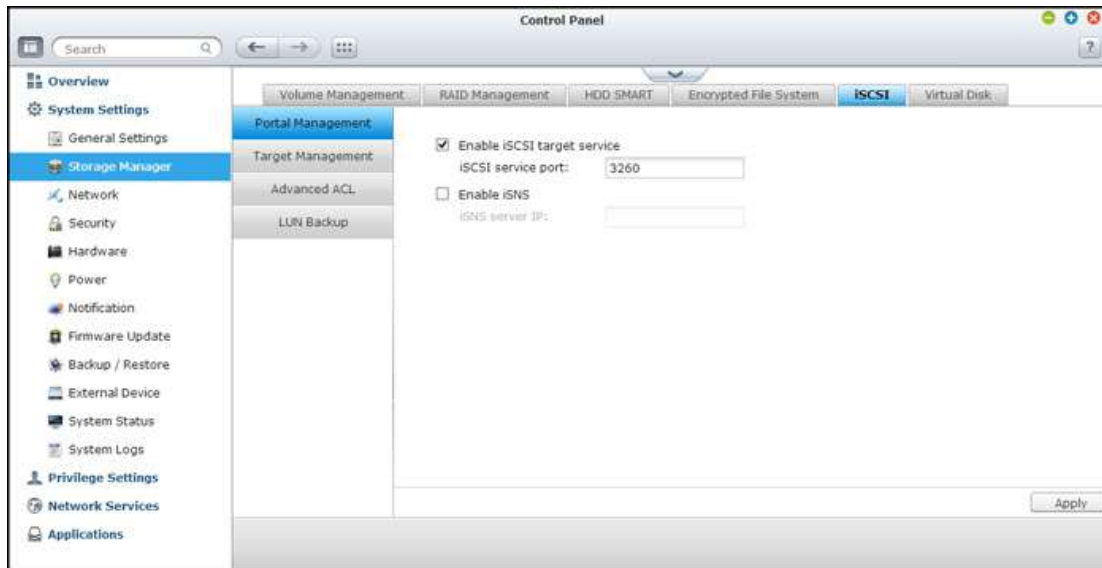 Control Panel
Search
?
Overview
System Settings
General Settings
Storage Manager
Network
Security
Hardware
Power
Notification
Firmware Update
Backup / Restore
External Device
System Status
System Logs
Privilege Settings
Network Services
Applications
Volume Management RAID Management HDD SMART Encrypted File System iSCSI Virtual Disk
Portal Management
Target Management
Advanced ACL
LUN Backup
Enable iSCSI target service
iSCSI service port: 3260
Enable iSNS
iSNS server IP:
Apply